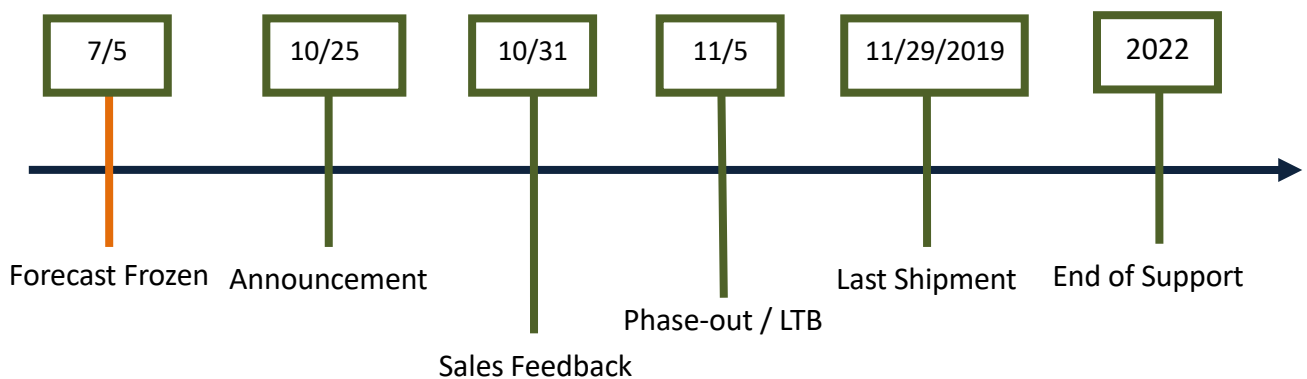 7/5
10/25
10/31
11/5
11/29/2019
2022
Forecast Frozen
Announcement
Sales Feedback
Phase-out / LTB
Last Shipment
End of Support